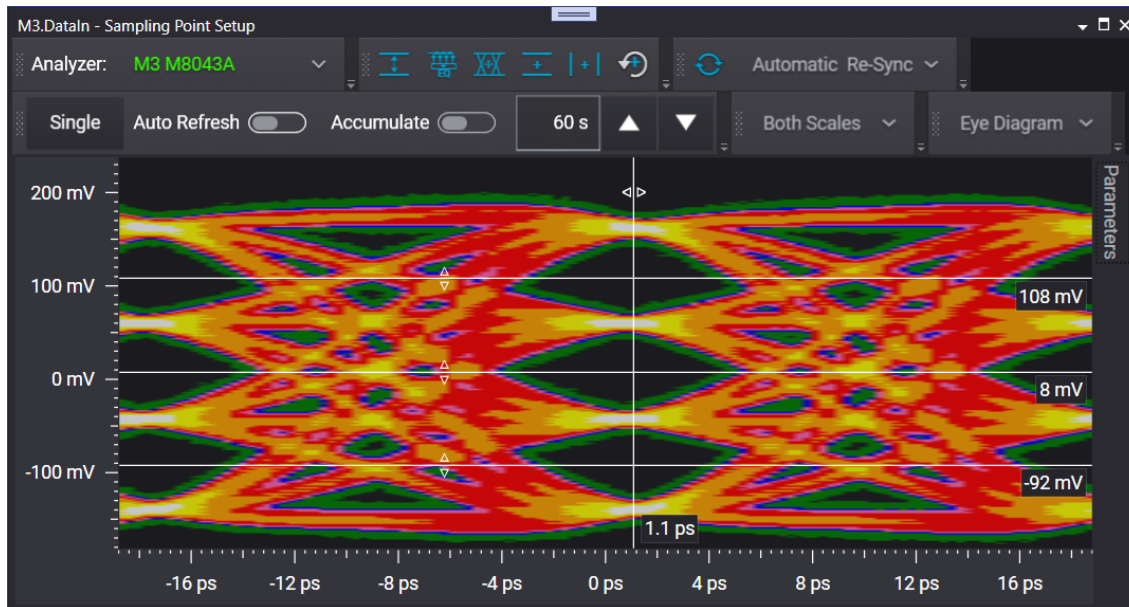 M3.DataIn - Sampling Point Setup
Analyzer: M3 M8043A EQ Automatic Re-Sync
Single Auto Refresh Accumulate 60 s Both Scales Eye Diagram
Parameters
200 mV
100 mV
108 mV
0 mV
8 mV
-100 mV
-92 mV
1.1 ps
-16 ps -12 ps -8 ps -4 ps 0 ps 4 ps 8 ps 12 ps 16 ps